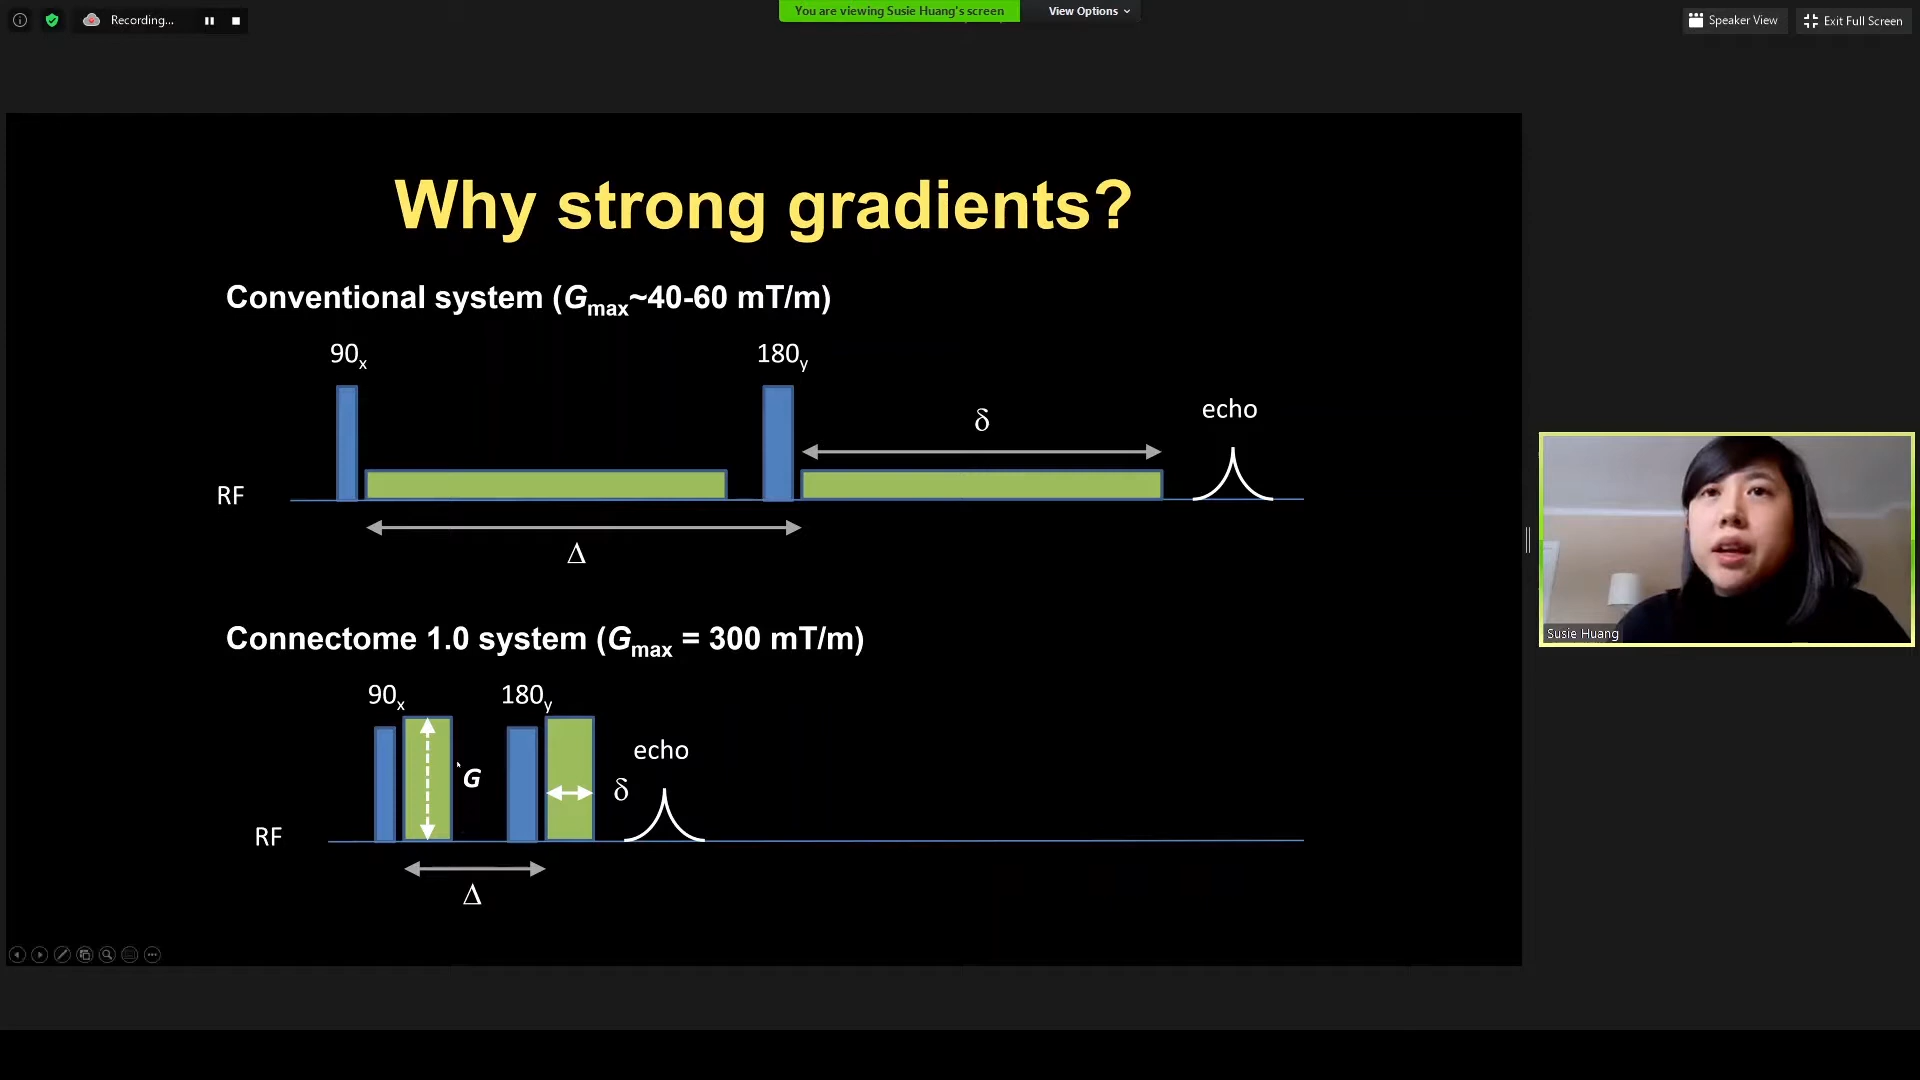 Recording...
You are viewing Susie Huang's screen
View Options
Speaker View
Exit Full Screen
Why strong gradients?
Conventional system (Gmax~40-60 mT/m)
90x
180y
δ
echo
RF
Δ
Connectome 1.0 system (Gmax = 300 mT/m)
90x
180y
echo
G
δ
RF
Δ
Susie Huang